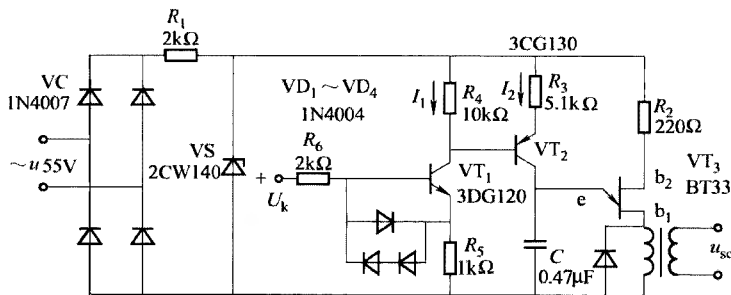 R1
2kΩ
3CG130
VC
1N4007
VD1～VD4
1N4004
I1
R4
10kΩ
I2
R3
5.1kΩ
R2
220Ω
~u 55V
VS
2CW140
R6
2kΩ
+
Uk
VT1
3DG120
VT2
VT3
BT33
b2
e
b1
R5
1kΩ
C
0.47μF
usc